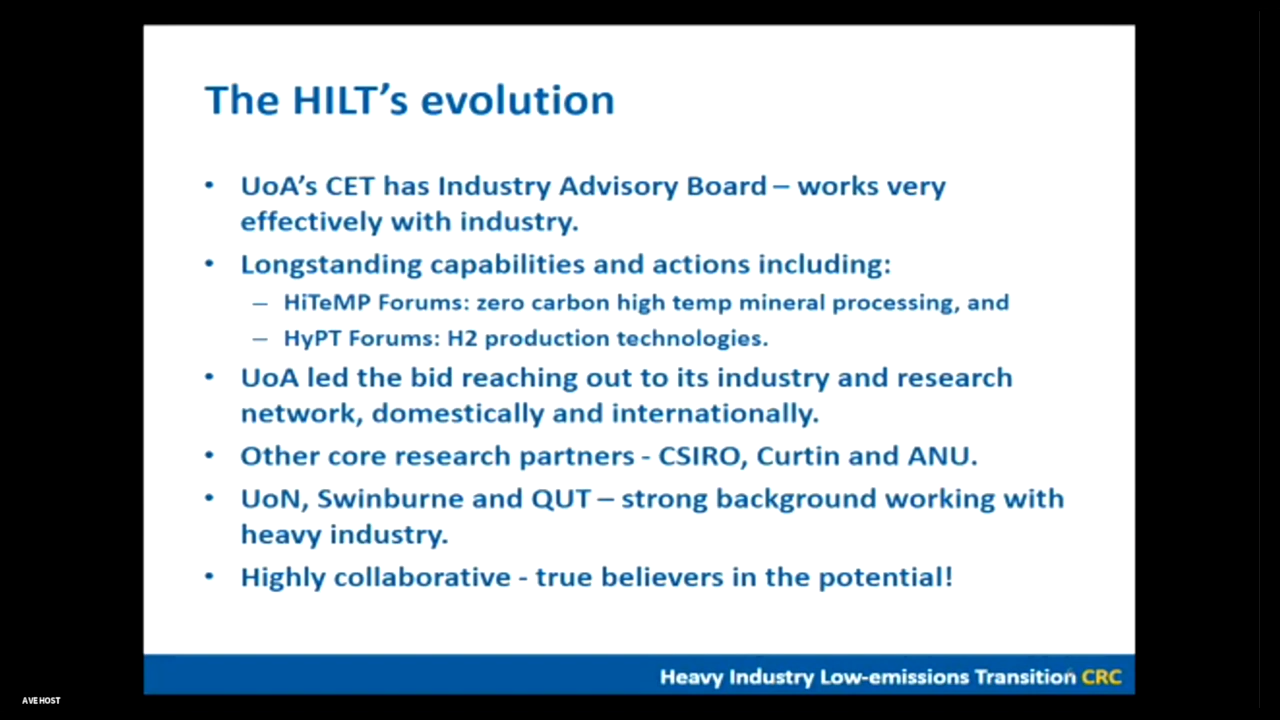 The HILT's evolution
• UoA's CET has Industry Advisory Board – works very
effectively with industry.
• Longstanding capabilities and actions including:
– HiTeMP Forums: zero carbon high temp mineral processing, and
– HyPT Forums: H2 production technologies.
• UoA led the bid reaching out to its industry and research
network, domestically and internationally.
• Other core research partners - CSIRO, Curtin and ANU.
• UoN, Swinburne and QUT – strong background working with
heavy industry.
• Highly collaborative - true believers in the potential!
Heavy Industry Low-emissions Transition CRC
AVE HOST